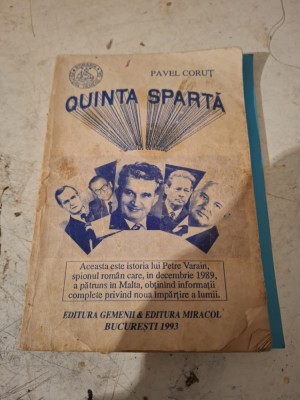 PAVEL CORUȚ
QUINTA SPARTĂ
Aceasta este istoria lui Petre Varain,
spionul român care, în decembrie 1989,
a pătruns în Malta, obținînd informații
complete privind noua împărțire a lumii.
EDITURA GEMENII & EDITURA MIRACOL
BUCUREȘTI 1993